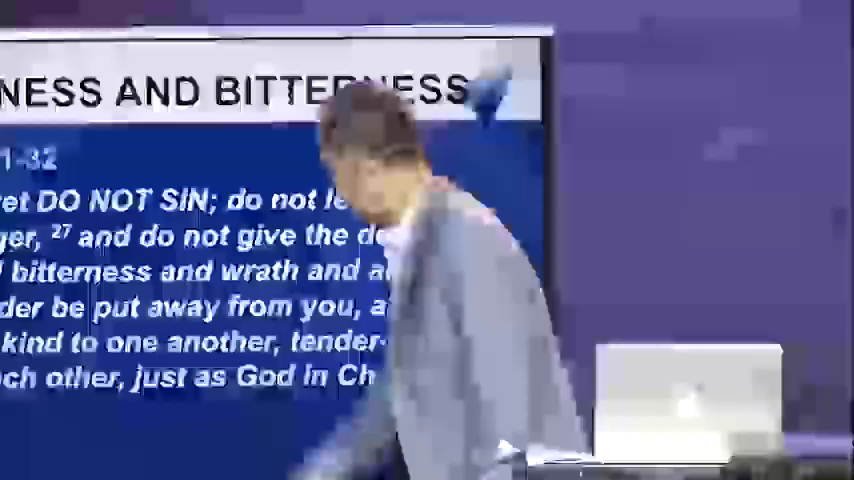 NESS AND BITTERNESS
1-32
et DO NOT SIN; do not le
ger, 27 and do not give the de
bitterness and wrath and a
der be put away from you, a
kind to one another, tender-
ch other, just as God in Ch